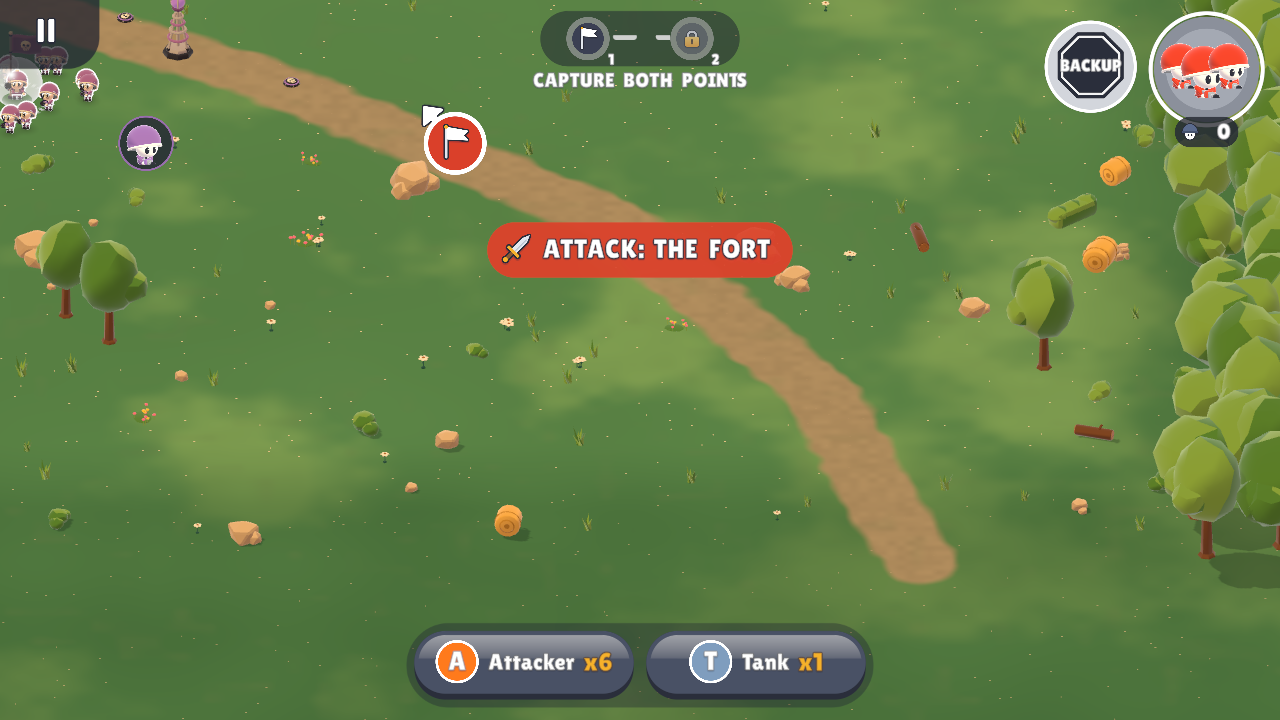 1
2
CAPTURE BOTH POINTS
BACKUP
0
ATTACK: THE FORT
A Attacker x6
T Tank x1